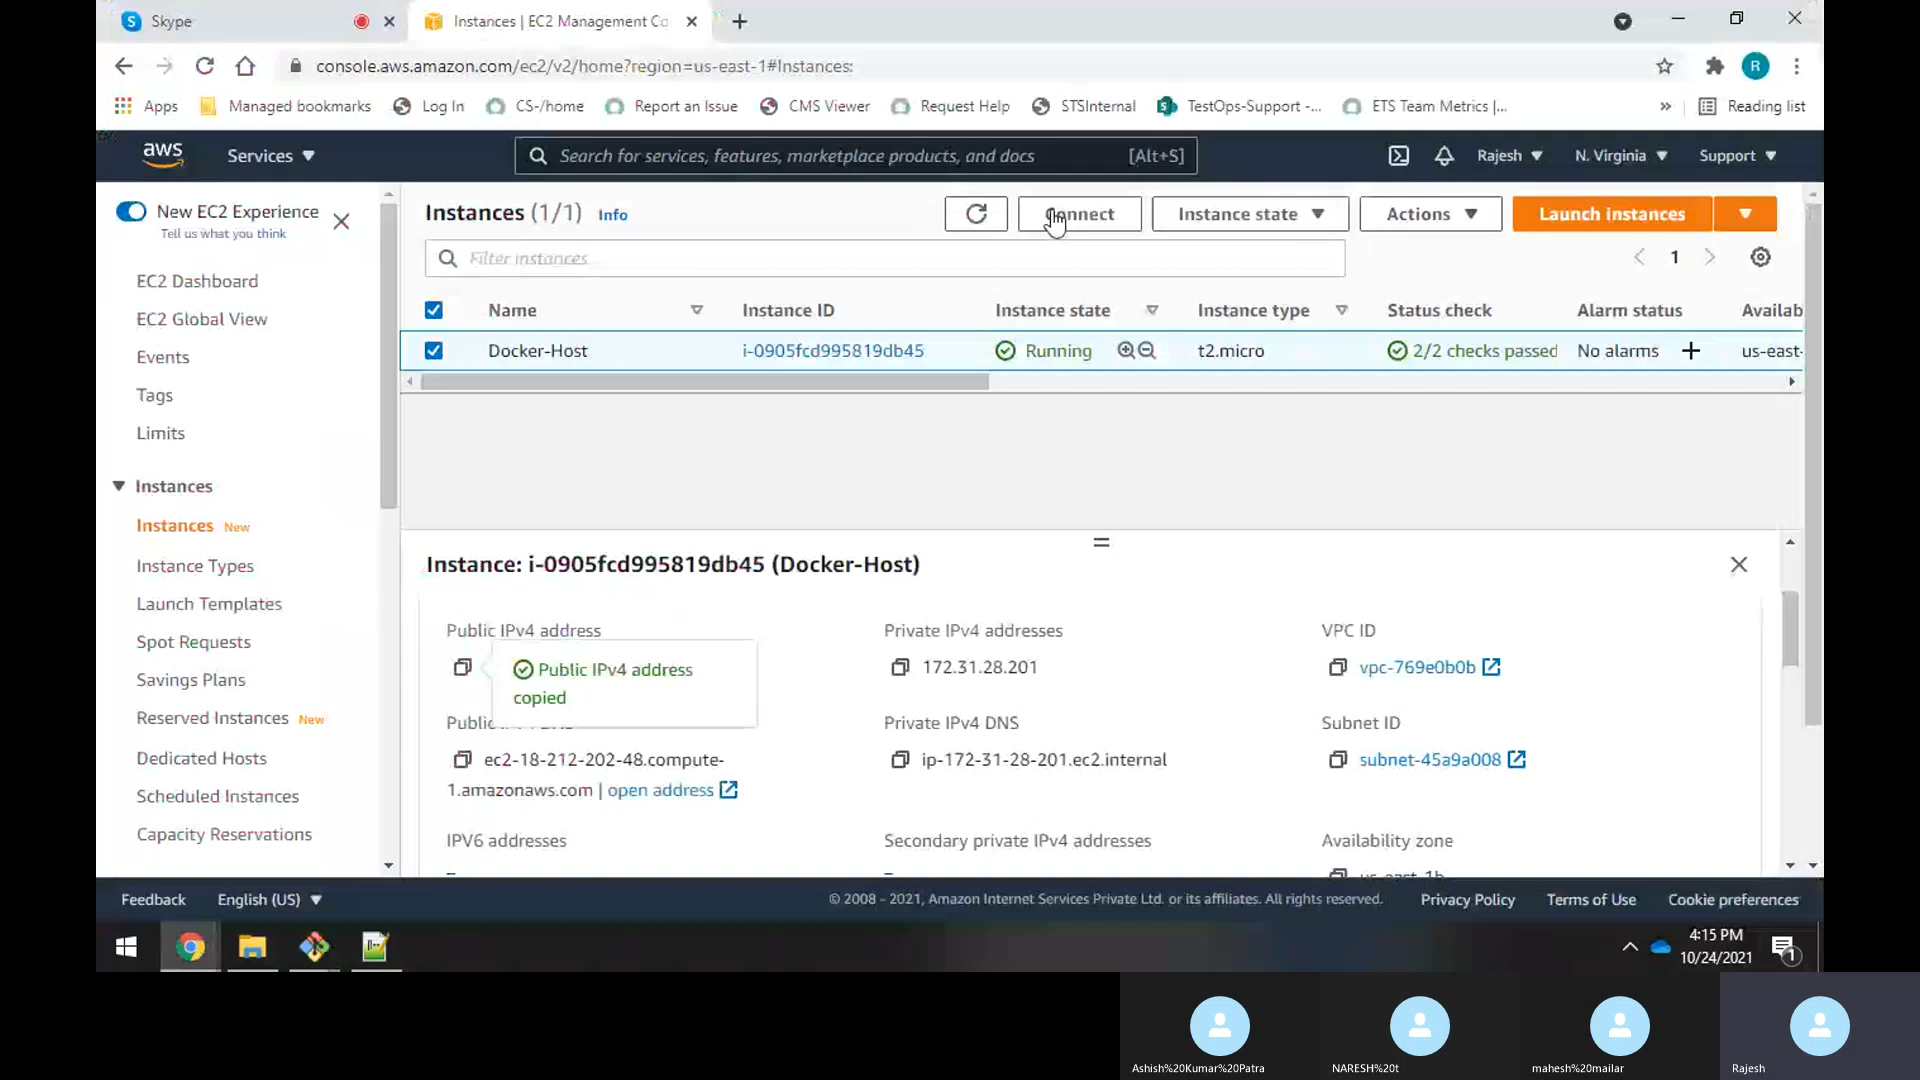 Skype
Instances | EC2 Management Co
console.aws.amazon.com/ec2/v2/home?region=us-east-1#Instances:
R
Apps
Managed bookmarks
Log In
CS-/home
Report an Issue
CMS Viewer
Request Help
STSInternal
TestOps-Support -...
ETS Team Metrics |...
»
Reading list
aws
Services
Search for services, features, marketplace products, and docs
[Alt+S]
Rajesh
N. Virginia
Support
New EC2 Experience
Tell us what you think
EC2 Dashboard
EC2 Global View
Events
Tags
Limits
Instances
Instances New
Instance Types
Launch Templates
Spot Requests
Savings Plans
Reserved Instances New
Dedicated Hosts
Scheduled Instances
Capacity Reservations
Instances (1/1) Info
Connect
Instance state
Actions
Launch instances
Filter instances
1
Name
Instance ID
Instance state
Instance type
Status check
Alarm status
Availab
Docker-Host
i-0905fcd995819db45
Running
t2.micro
2/2 checks passed
No alarms
us-east-
Instance: i-0905fcd995819db45 (Docker-Host)
Public IPv4 address
Public IPv4 address
copied
Private IPv4 addresses
172.31.28.201
VPC ID
vpc-769e0b0b
ec2-18-212-202-48.compute-
1.amazonaws.com | open address
Private IPv4 DNS
ip-172-31-28-201.ec2.internal
Subnet ID
subnet-45a9a008
IPV6 addresses
–
Secondary private IPv4 addresses
–
Availability zone
us-east-1b
Feedback
English (US)
© 2008 - 2021, Amazon Internet Services Private Ltd. or its affiliates. All rights reserved.
Privacy Policy
Terms of Use
Cookie preferences
4:15 PM
10/24/2021
1
Ashish%20Kumar%20Patra
NARESH%20t
mahesh%20mailar
Rajesh